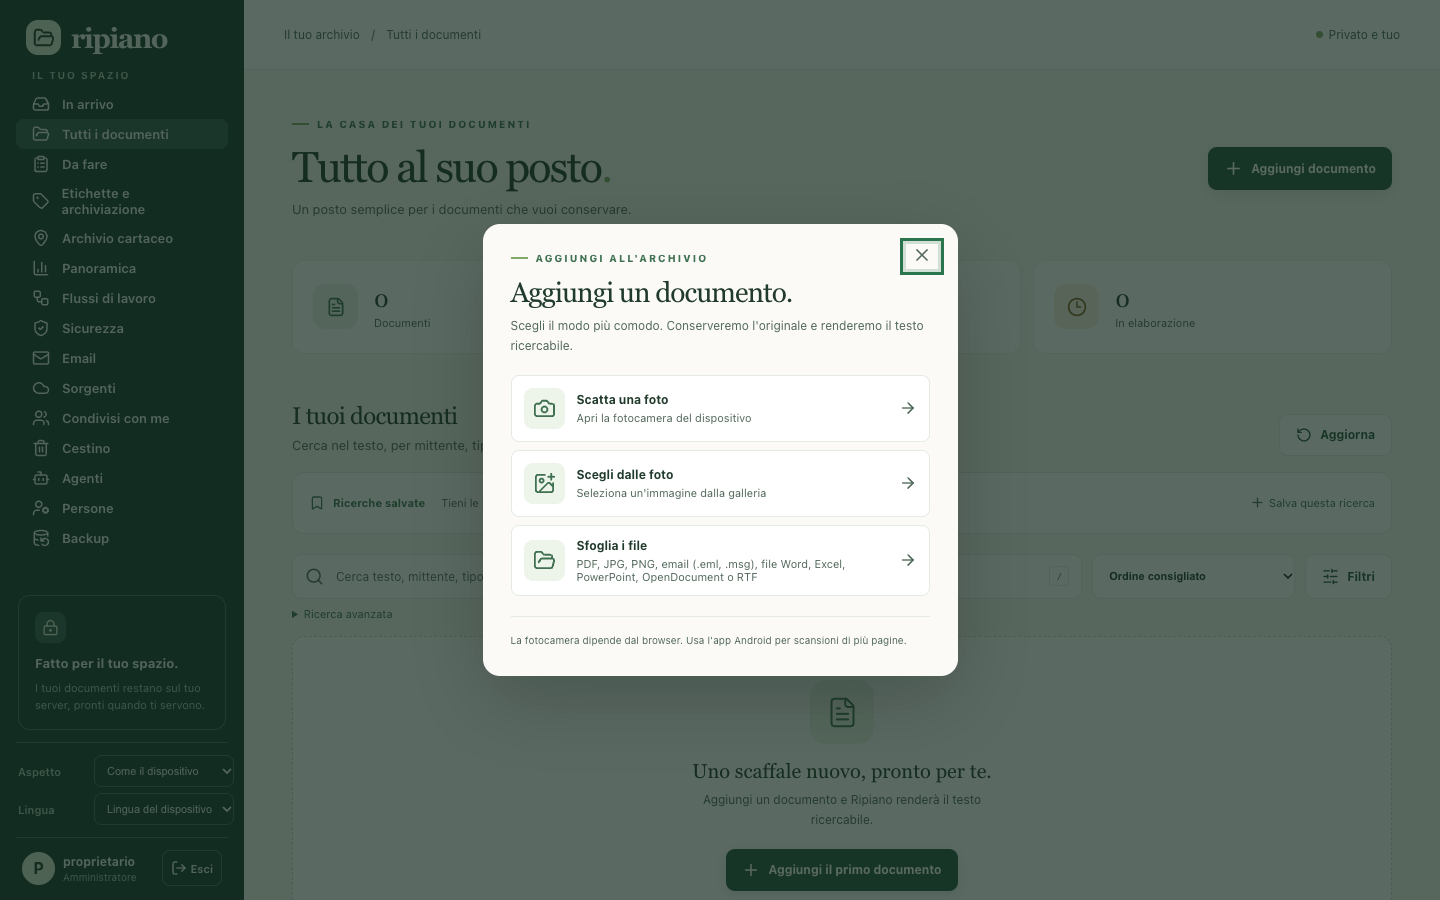 ripiano
IL TUO SPAZIO
In arrivo
Tutti i documenti
Da fare
Etichette e
archiviazione
Archivio cartaceo
Panoramica
Flussi di lavoro
Sicurezza
Email
Sorgenti
Condivisi con me
Cestino
Agenti
Persone
Backup
Fatto per il tuo spazio.
I tuoi documenti restano sul tuo
server, pronti quando ti servono.
Aspetto
Come il dispositivo
Lingua
Lingua del dispositivo
P
proprietario
Amministratore
Esci
Il tuo archivio / Tutti i documenti
Privato e tuo
LA CASA DEI TUOI DOCUMENTI
Tutto al suo posto.
Un posto semplice per i documenti che vuoi conservare.
Aggiungi documento
0
Documenti
0
In elaborazione
I tuoi documenti
Cerca nel testo, per mittente,
Aggiorna
Ricerche salvate
Tieni le
Salva questa ricerca
Cerca testo, mittente, tipo
/
Ordine consigliato
Filtri
Ricerca avanzata
AGGIUNGI ALL'ARCHIVIO
Aggiungi un documento.
Scegli il modo più comodo. Conserveremo l'originale e renderemo il testo
ricercabile.
Scatta una foto
Apri la fotocamera del dispositivo
Scegli dalle foto
Seleziona un'immagine dalla galleria
Sfoglia i file
PDF, JPG, PNG, email (.eml, .msg), file Word, Excel,
PowerPoint, OpenDocument o RTF
La fotocamera dipende dal browser. Usa l'app Android per scansioni di più pagine.
Uno scaffale nuovo, pronto per te.
Aggiungi un documento e Ripiano renderà il testo
ricercabile.
Aggiungi il primo documento